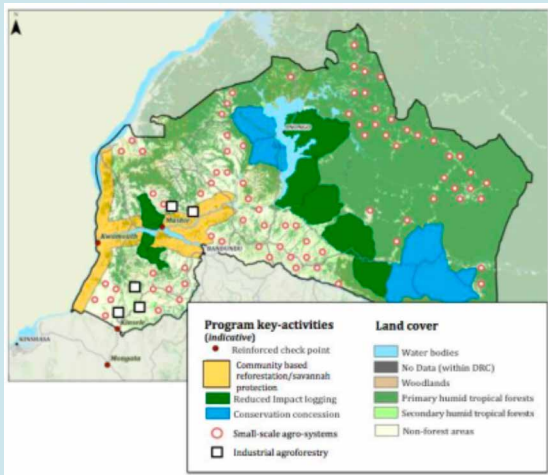 INONGO
Kwamouth
Mushie
BANDUNDU
KINSHASA
Mongata
Program key-activities
(indicative)
Reinforced check point
Community based
reforestation/savannah
protection
Reduced Impact logging
Conservation concession
Small-scale agro-systems
Industrial agroforestry
Land cover
Water bodies
No Data (within DRC)
Woodlands
Primary humid tropical forests
Secondary humid tropical forests
Non-forest areas